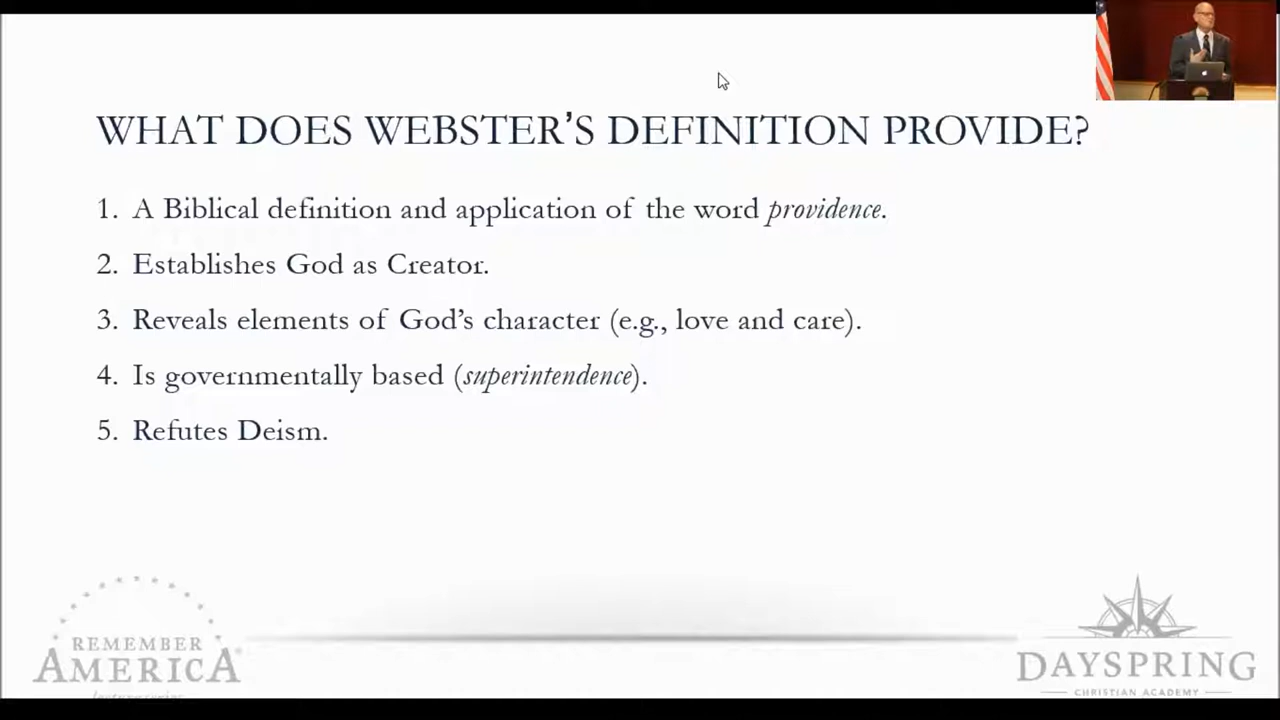 WHAT DOES WEBSTER’S DEFINITION PROVIDE?
1. A Biblical definition and application of the word providence.
2. Establishes God as Creator.
3. Reveals elements of God’s character (e.g., love and care).
4. Is governmentally based (superintendence).
5. Refutes Deism.
REMEMBER
AMERICA
DAYSPRING
CHRISTIAN ACADEMY